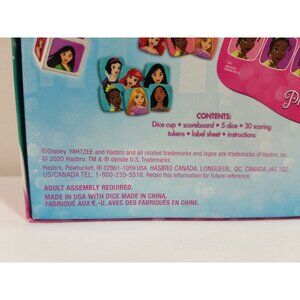 CONTENTS:
Dice cup • scoreboard • 5 dice • 30 scoring
tokens • label sheet • instructions
©Disney. YAHTZEE and Hasbro and all related trademarks and logos are trademarks of Hasbro, Inc.
© 2020 Hasbro. TM & ® denote U.S. Trademarks.
Hasbro, Pawtucket, RI 02861-1059 USA. HASBRO CANADA, LONGUEUIL, QC, CANADA J4G 1G2.
US/CANADA TEL. 1-800-255-5516. Retain this information for future reference.
ADULT ASSEMBLY REQUIRED.
MADE IN USA WITH DICE MADE IN CHINA.
FABRIQUÉ AUX É.-U. AVEC DES DÉS FABRIQUÉS EN CHINE.